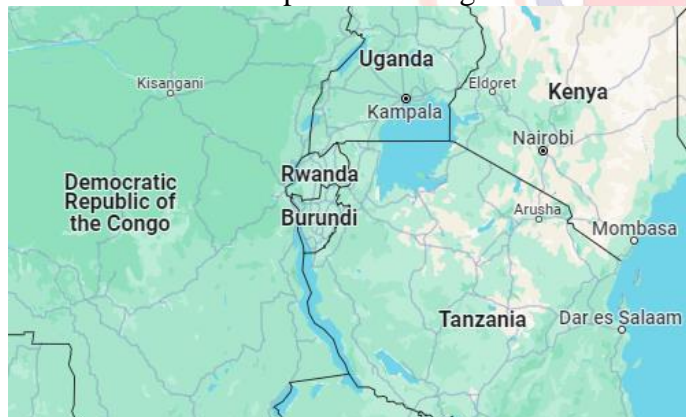 Uganda
Kisangani
Eldoret
Kenya
Kampala
Nairobi
Rwanda
Democratic
Republic of
the Congo
Burundi
Arusha
Mombasa
Tanzania
Dar es Salaam